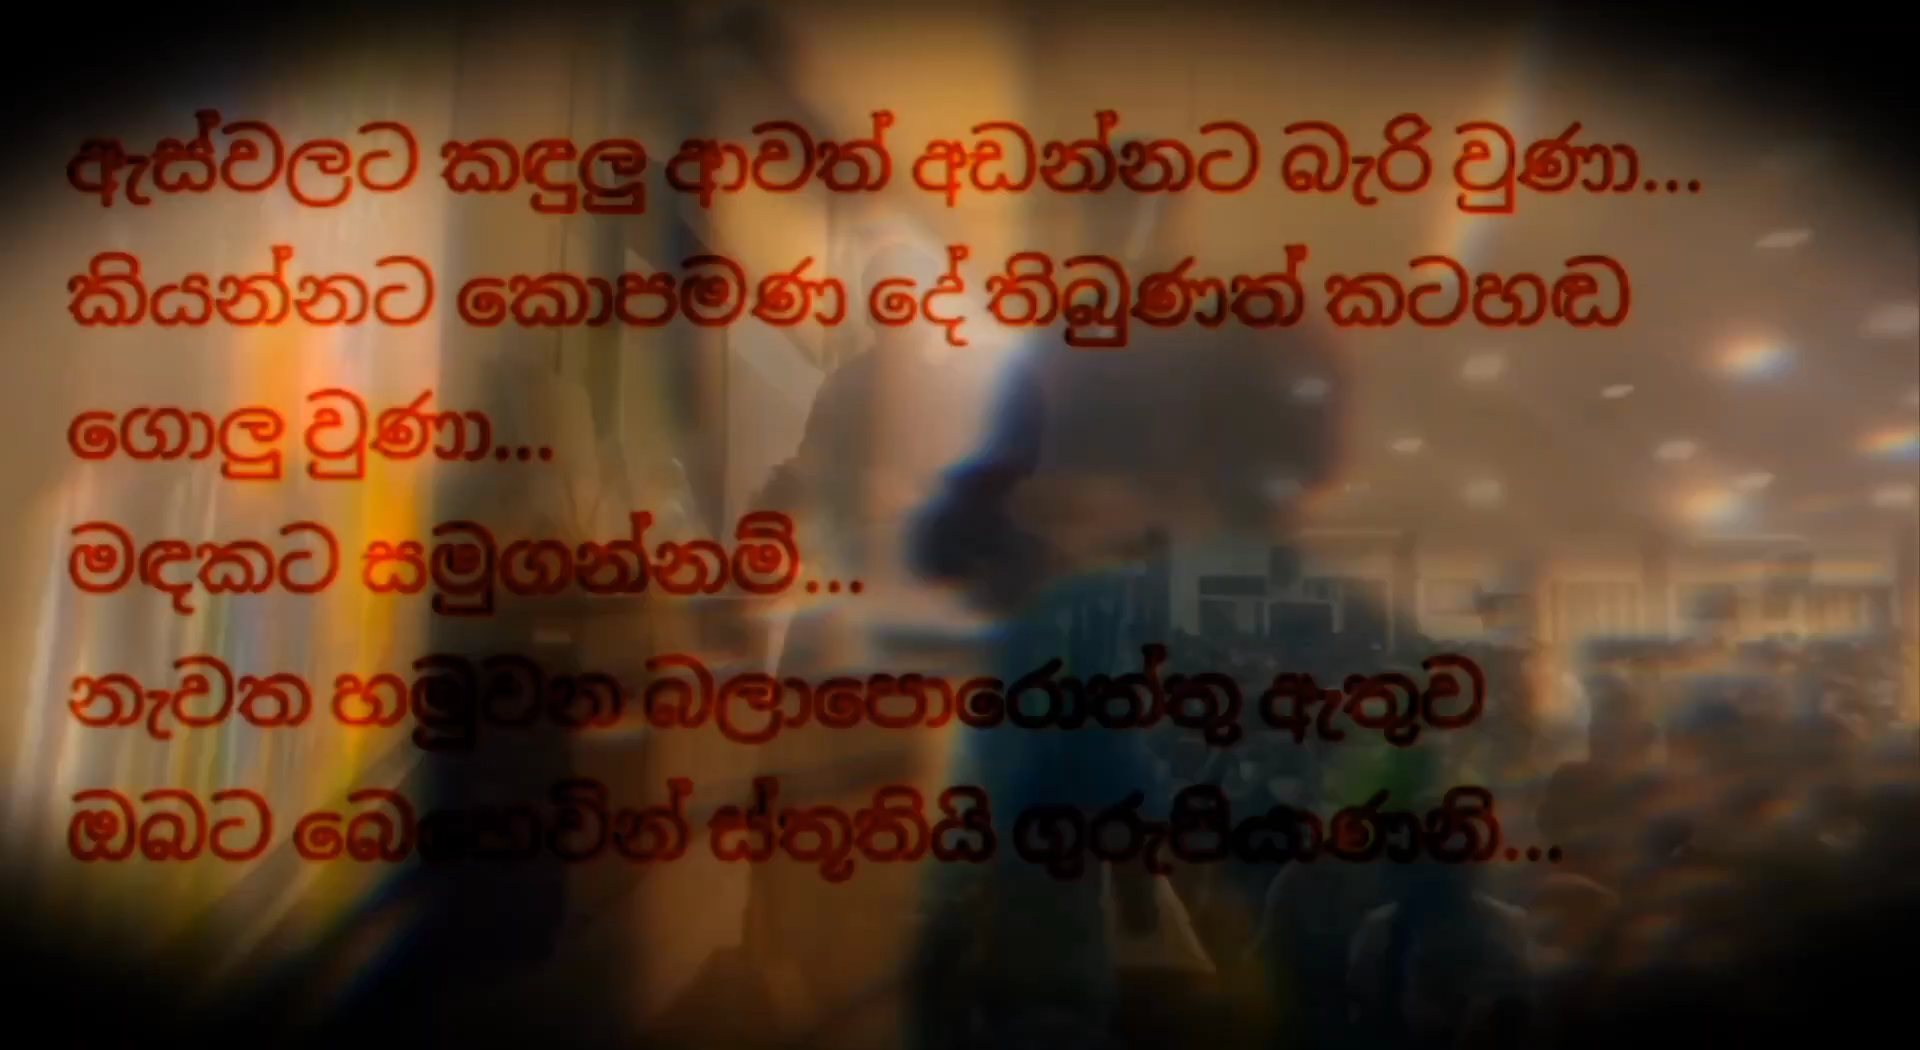 ඇස්වලට කඳුලු ආවත් අඩන්නට බැරි වුණා...
කියන්නට කොපමණ දේ තිබුණත් කටහඬ
ගොලු වුණා...
මඳකට සමුගන්නම්...
නැවත හමුවන බලාපොරොත්තු ඇතුව
ඔබට බෙහෙවින් ස්තූතියි ගුරුපියාණනි...